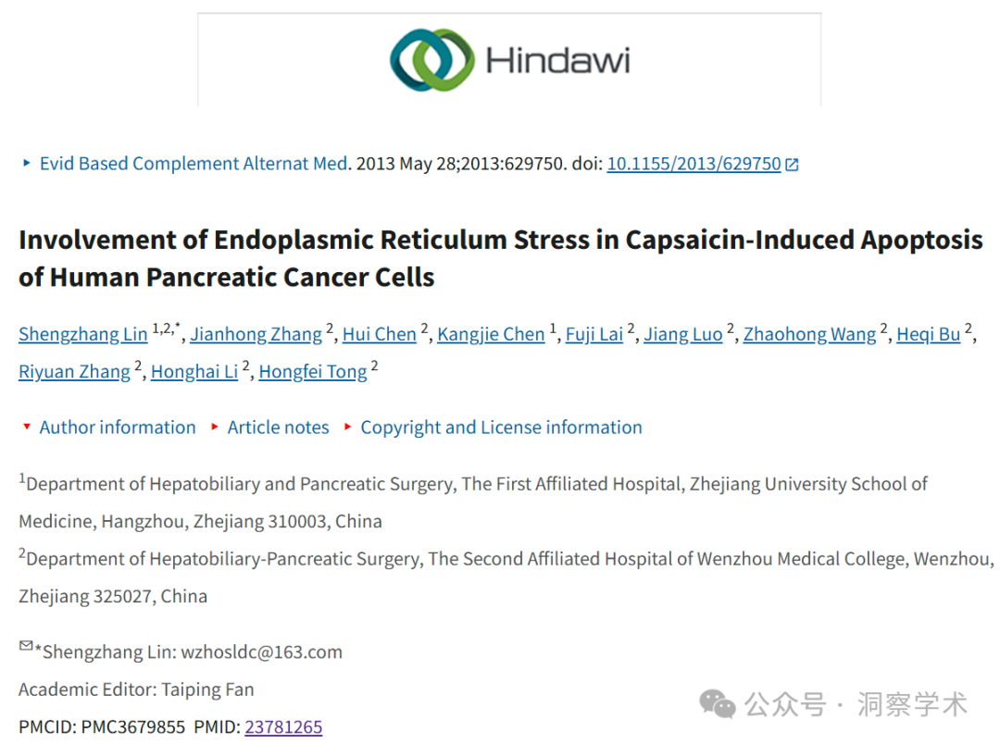 Hindawi
Evid Based Complement Alternat Med. 2013 May 28;2013:629750. doi: 10.1155/2013/629750
Involvement of Endoplasmic Reticulum Stress in Capsaicin-Induced Apoptosis
of Human Pancreatic Cancer Cells
Shengzhang Lin 1,2,*, Jianhong Zhang 2, Hui Chen 2, Kangjie Chen 1, Fuji Lai 2, Jiang Luo 2, Zhaohong Wang 2, Heqi Bu 2,
Riyuan Zhang 2, Honghai Li 2, Hongfei Tong 2
Author information Article notes Copyright and License information
1Department of Hepatobiliary and Pancreatic Surgery, The First Affiliated Hospital, Zhejiang University School of
Medicine, Hangzhou, Zhejiang 310003, China
2Department of Hepatobiliary-Pancreatic Surgery, The Second Affiliated Hospital of Wenzhou Medical College, Wenzhou,
Zhejiang 325027, China
*Shengzhang Lin: wzhosldc@163.com
Academic Editor: Taiping Fan
PMCID: PMC3679855 PMID: 23781265
公众号 · 洞察学术